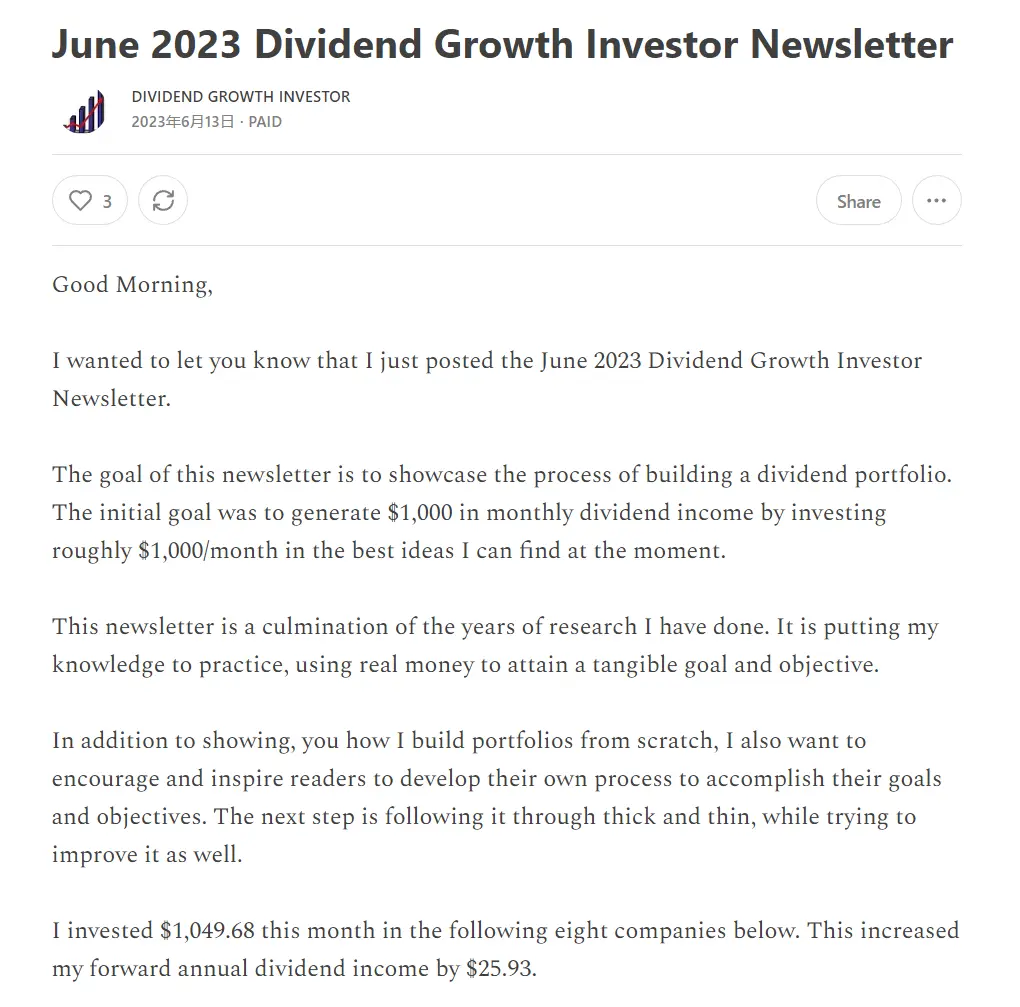 June 2023 Dividend Growth Investor Newsletter
DIVIDEND GROWTH INVESTOR
2023年6月13日 · PAID
3
Share
Good Morning,
I wanted to let you know that I just posted the June 2023 Dividend Growth Investor
Newsletter.
The goal of this newsletter is to showcase the process of building a dividend portfolio.
The initial goal was to generate $1,000 in monthly dividend income by investing
roughly $1,000/month in the best ideas I can find at the moment.
This newsletter is a culmination of the years of research I have done. It is putting my
knowledge to practice, using real money to attain a tangible goal and objective.
In addition to showing, you how I build portfolios from scratch, I also want to
encourage and inspire readers to develop their own process to accomplish their goals
and objectives. The next step is following it through thick and thin, while trying to
improve it as well.
I invested $1,049.68 this month in the following eight companies below. This increased
my forward annual dividend income by $25.93.